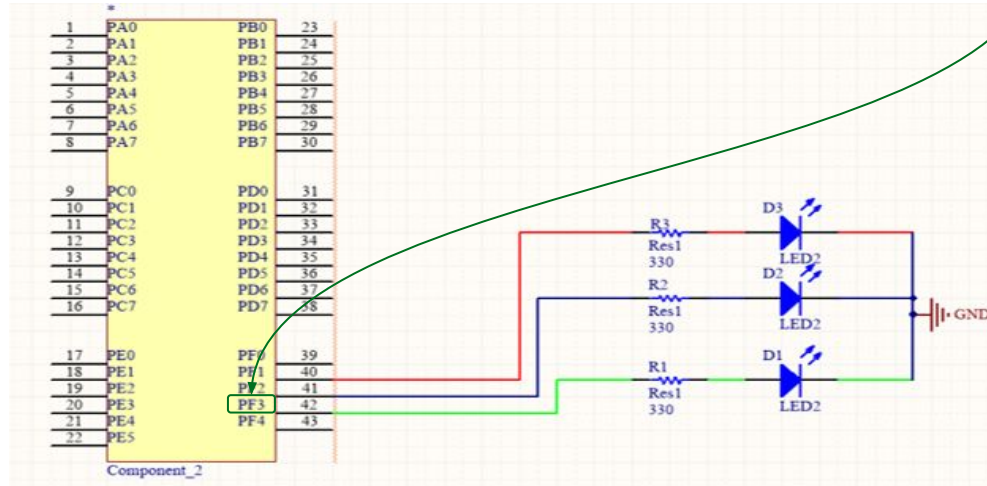 *
1 PA0 PB0 23
2 PA1 PB1 24
3 PA2 PB2 25
4 PA3 PB3 26
5 PA4 PB4 27
6 PA5 PB5 28
7 PA6 PB6 29
8 PA7 PB7 30
9 PC0 PD0 31
10 PC1 PD1 32
11 PC2 PD2 33
12 PC3 PD3 34
13 PC4 PD4 35
14 PC5 PD5 36
15 PC6 PD6 37
16 PC7 PD7 38
17 PE0 PF0 39
18 PE1 PF1 40
19 PE2 PF2 41
20 PE3 PF3 42
21 PE4 PF4 43
22 PE5
Component_2
R3
Res1
330
D3
LED2
R2
Res1
330
D2
LED2
R1
Res1
330
D1
LED2
GND